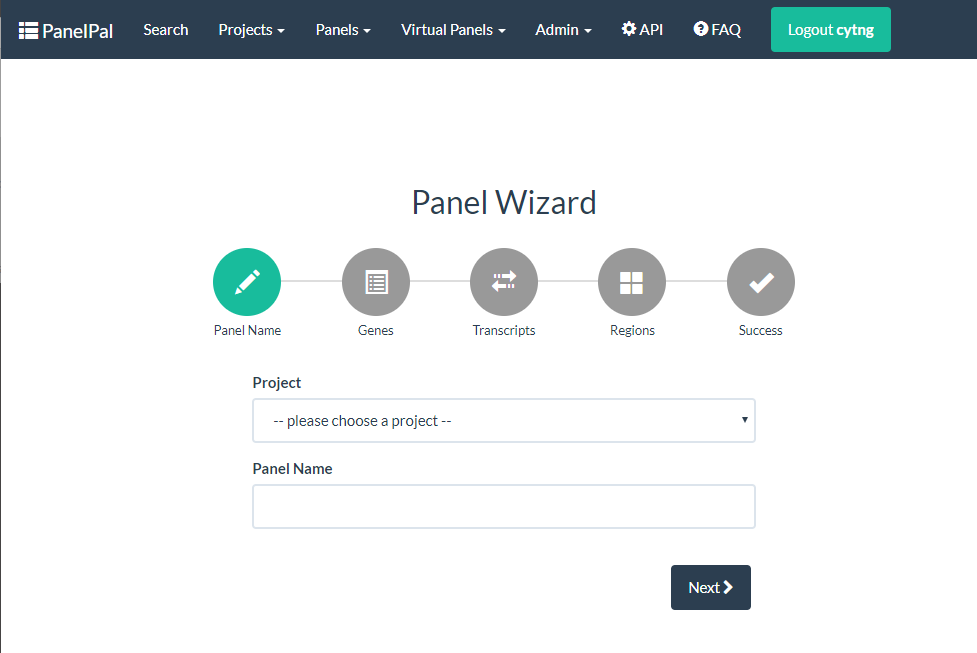 PanelPal Search Projects Panels Virtual Panels Admin API FAQ Logout cytng
Panel Wizard
Panel Name Genes Transcripts Regions Success
Project
-- please choose a project --
Panel Name
Next